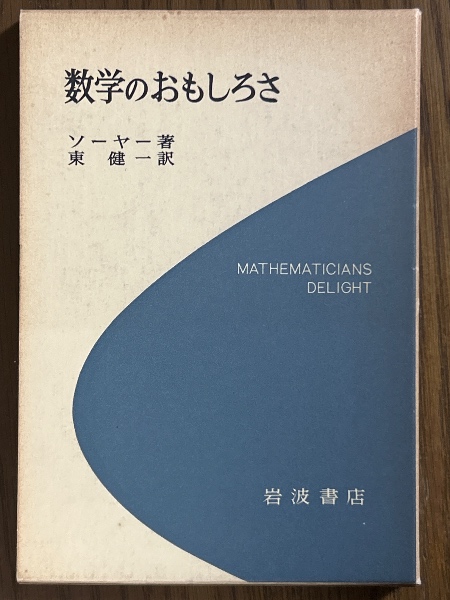 数学のおもしろさ
ソーヤー著
東 健一訳
MATHEMATICIANS
DELIGHT
岩波書店